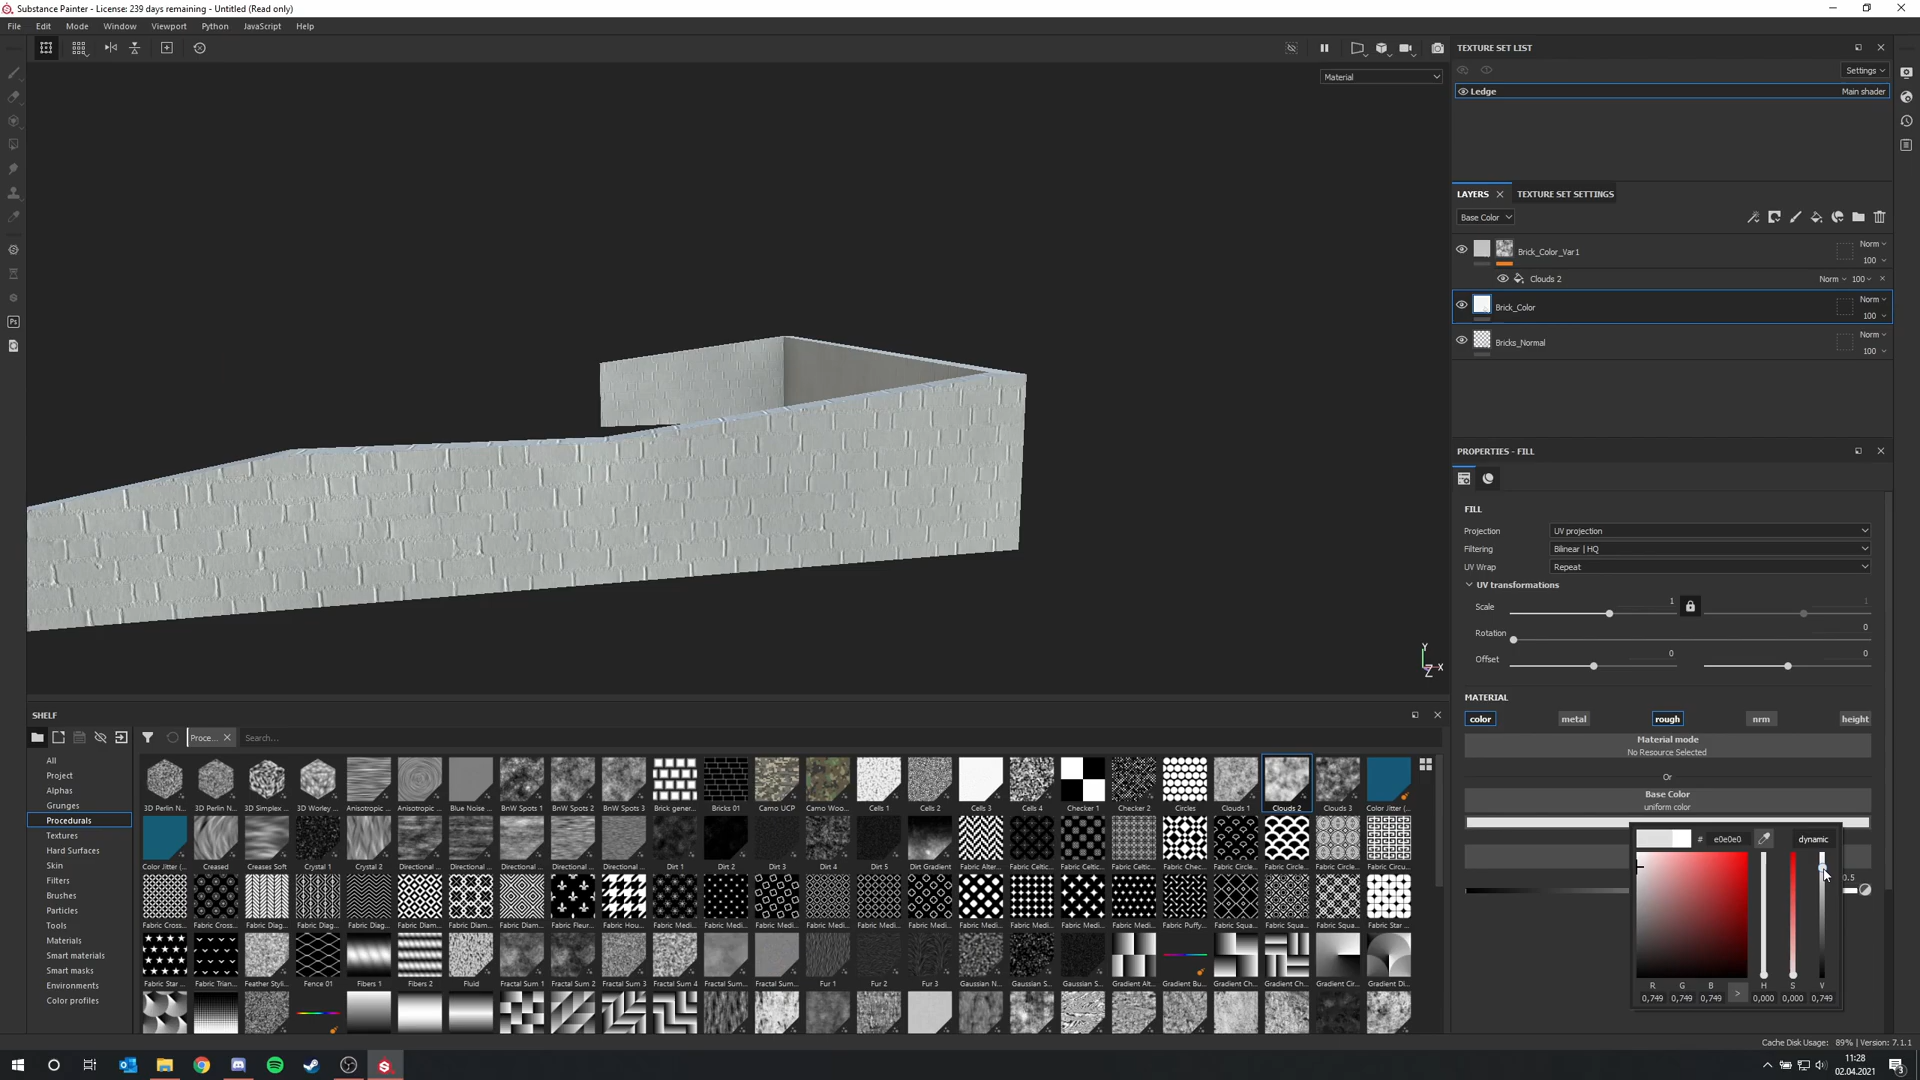 Substance Painter - License: 239 days remaining - Untitled (Read only)
File Edit Mode Window Viewport Python JavaScript Help
Material
TEXTURE SET LIST
Settings
Ledge Main shader
LAYERS TEXTURE SET SETTINGS
Base Color
Brick_Color_Var1 Norm 100
Clouds 2 Norm 100
Brick_Color Norm 100
Bricks_Normal Norm 100
PROPERTIES - FILL
FILL
Projection UV projection
Filtering Bilinear | HQ
UV Wrap Repeat
UV transformations
Scale 1 1
Rotation 0
Offset 0 0
MATERIAL
color metal rough nrm height
Material mode
No Resource Selected
Or
Base Color
uniform color
# e0e0e0 dynamic
0.5
R G B H S V
0,749 0,749 0,749 > 0,000 0,000 0,749
Y
X
Z
SHELF
Proce... Search...
All
Project
Alphas
Grunges
Procedurals
Textures
Hard Surfaces
Skin
Filters
Brushes
Particles
Tools
Materials
Smart materials
Smart masks
Environments
Color profiles
3D Perlin N... 3D Perlin N... 3D Simplex ... 3D Worley ... Anisotropic ... Anisotropic ... Blue Noise ... BnW Spots 1 BnW Spots 2 BnW Spots 3 Brick gener... Bricks 01 Camo UCP Camo Woo... Cells 1 Cells 2 Cells 3 Cells 4 Checker 1 Checker 2 Circles Clouds 1 Clouds 2 Clouds 3 Color Jitter (...
Color Jitter (... Creased Creases Soft Crystal 1 Crystal 2 Directional ... Directional ... Directional ... Directional ... Directional ... Dirt 1 Dirt 2 Dirt 3 Dirt 4 Dirt 5 Dirt Gradient Fabric Alter... Fabric Celtic... Fabric Celtic... Fabric Celtic... Fabric Chec... Fabric Circle... Fabric Circle... Fabric Circle... Fabric Circu...
Fabric Cross... Fabric Cross... Fabric Diag... Fabric Diag... Fabric Diam... Fabric Diam... Fabric Diam... Fabric Fleur... Fabric Hou... Fabric Medi... Fabric Medi... Fabric Medi... Fabric Medi... Fabric Medi... Fabric Medi... Fabric Medi... Fabric Medi... Fabric Medi... Fabric Medi... Fabric Medi... Fabric Puffy... Fabric Squa... Fabric Squa... Fabric Squa... Fabric Star ...
Fabric Star ... Fabric Trian... Feather Styli... Fence 01 Fibers 1 Fibers 2 Fluid Fractal Sum 1 Fractal Sum 2 Fractal Sum 3 Fractal Sum 4 Fractal Sum ... Fractal Sum ... Fur 1 Fur 2 Fur 3 Gaussian N... Gaussian S... Gaussian S... Gradient Ax... Gradient Bu... Gradient Ch... Gradient Ch... Gradient Ch... Gradient Ci...
Cache Disk Usage: 89% | Version: 7.1.1
11:28
02.04.2021
3